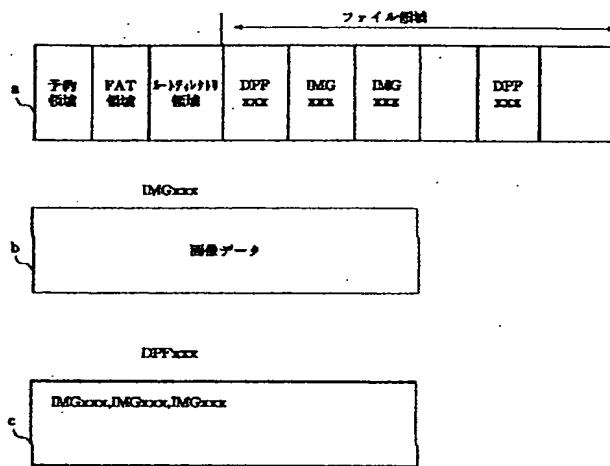 ファイル領域
a
予約
領域
FAT
領域
ルートディレクトリ
領域
DPF
xxx
IMG
xxx
IMG
xxx
DPF
xxx
IMGxxx
b
画像データ
DPFxxx
c
IMGxxx,IMGxxx,IMGxxx